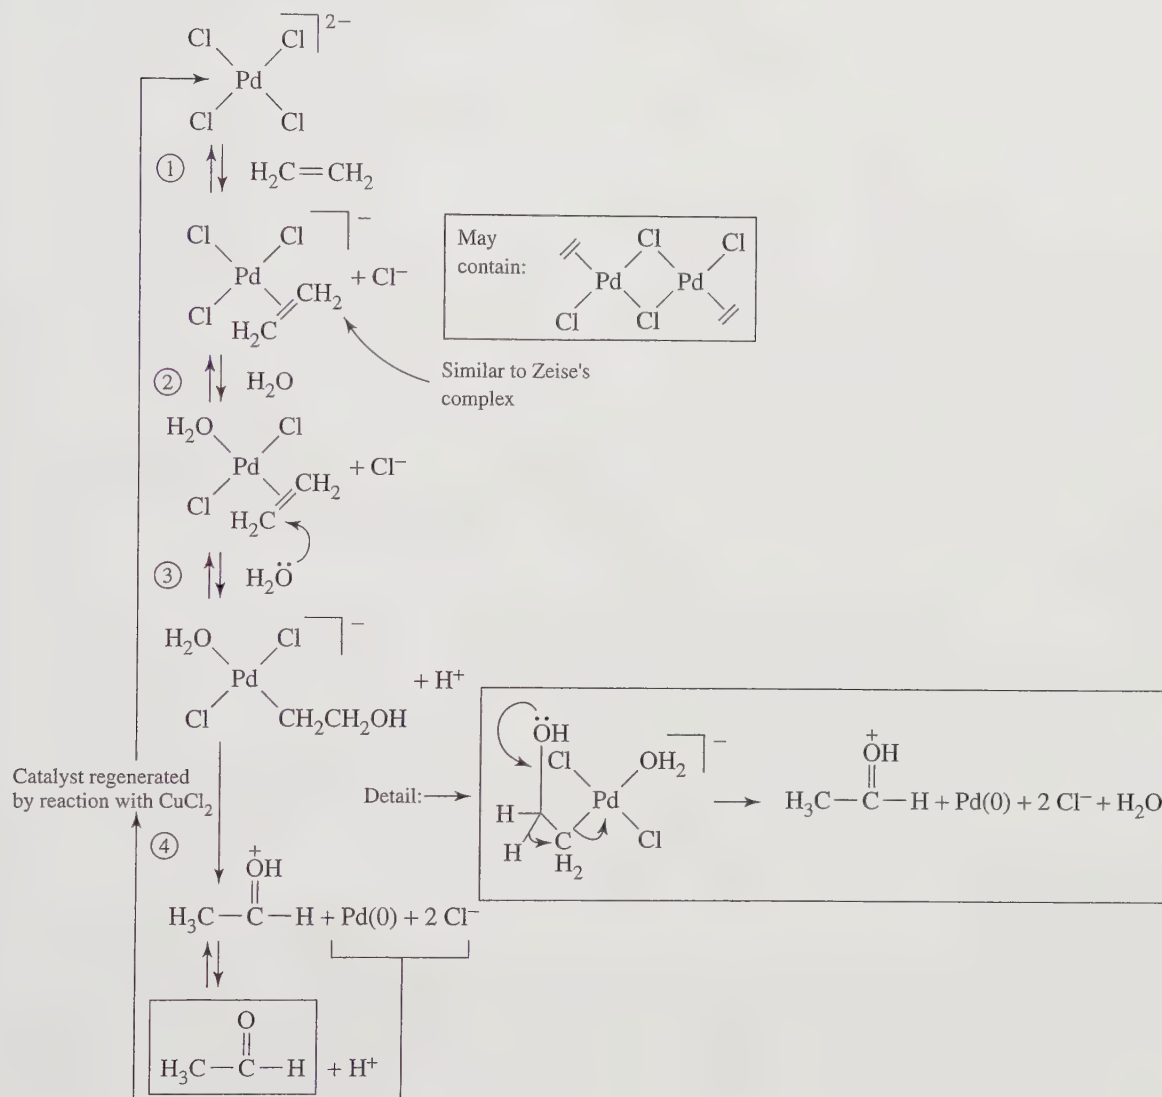 Cl Cl ]2−
Pd
Cl Cl
① H₂C=CH₂
Cl Cl ]−
Pd + Cl−
Cl CH₂
H₂C
May
contain:
Cl Cl
Pd Pd
Cl Cl
Similar to Zeise's
complex
② H₂O
H₂O Cl
Pd + Cl−
Cl CH₂
H₂C
③ H₂Ö
H₂O Cl ]−
Pd + H+
Cl CH₂CH₂OH
Catalyst regenerated
by reaction with CuCl₂
④
Detail:
ÖH
Cl OH₂ ]−
Pd
H Cl
H C
H₂
+
OH
H₃C—C—H + Pd(0) + 2 Cl− + H₂O
+
OH
H₃C—C—H + Pd(0) + 2 Cl−
O
H₃C—C—H + H+